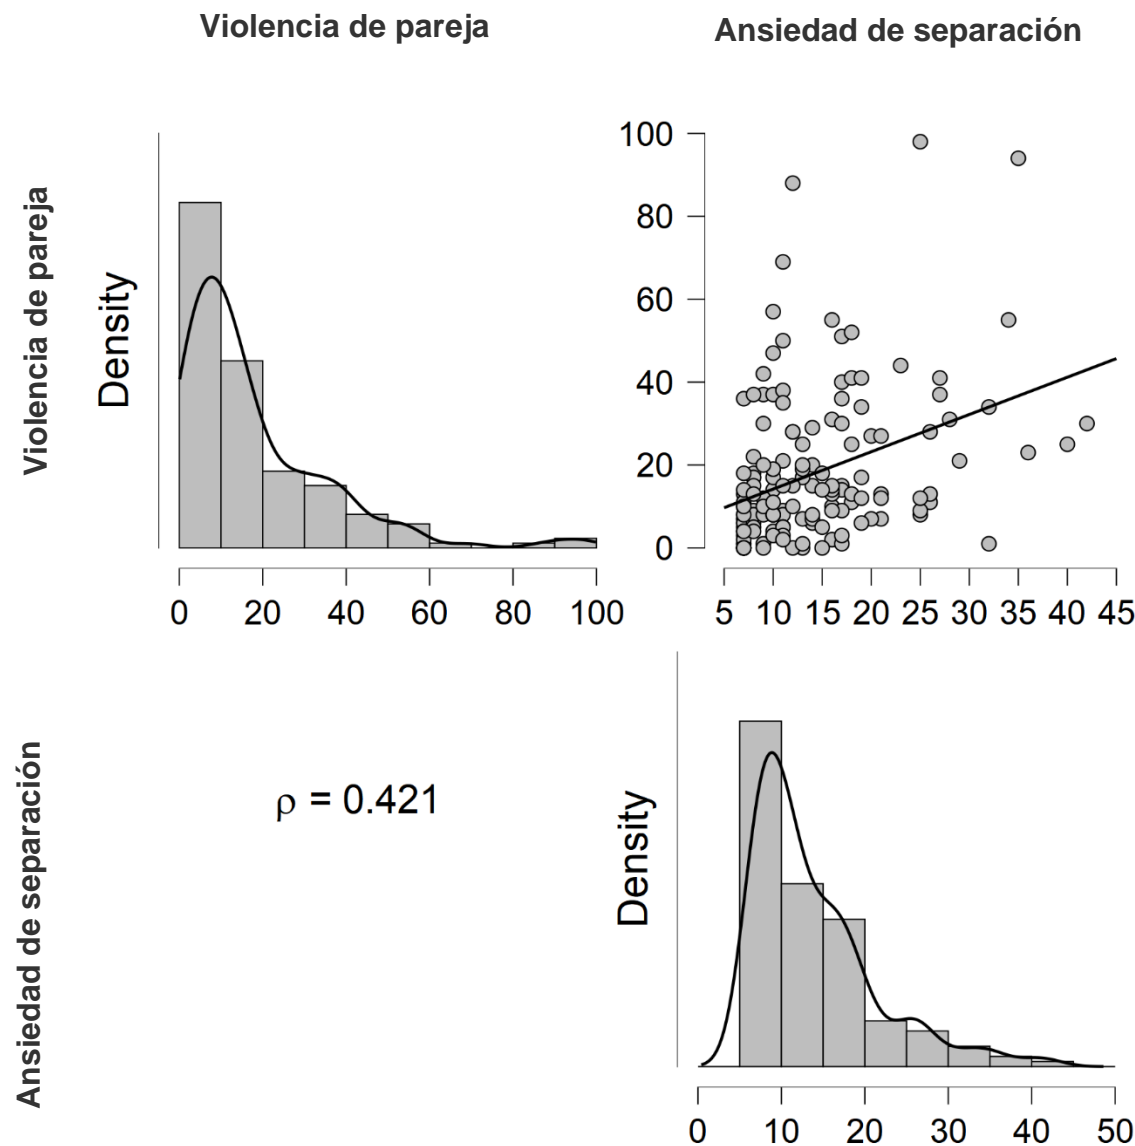 Violencia de pareja
Ansiedad de separación
Violencia de pareja
Density
100
80
60
40
20
0
0 20 40 60 80 100
5 10 15 20 25 30 35 40 45
Ansiedad de separación
ρ = 0.421
Density
0 10 20 30 40 50